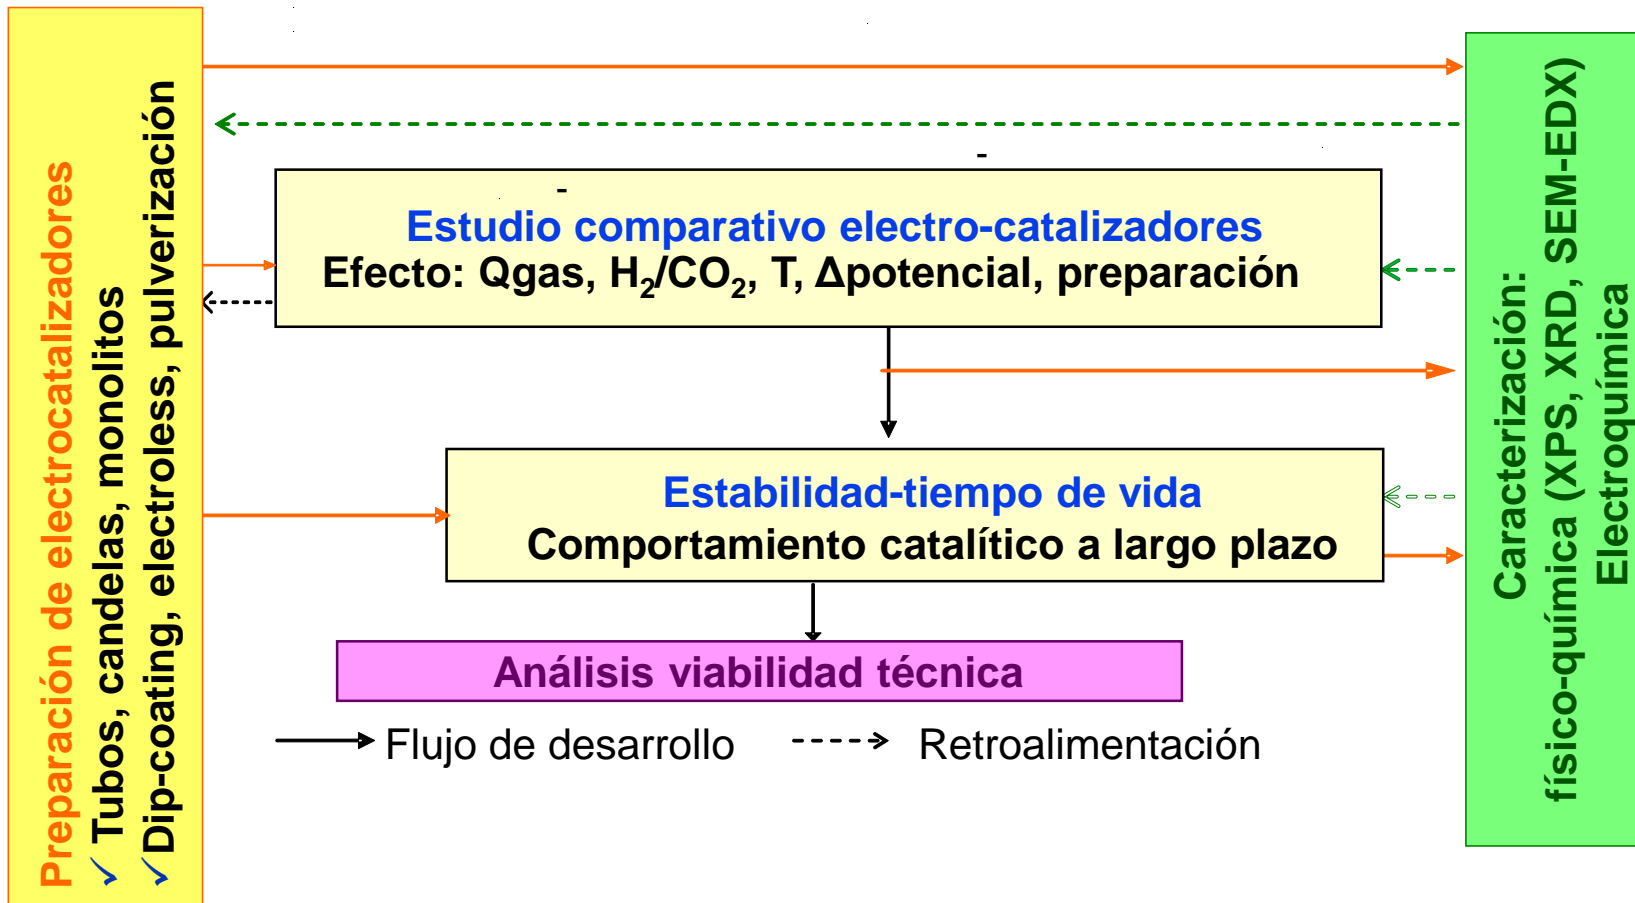 Preparación de electrocatalizadores
✓ Tubos, candelas, monolitos
✓ Dip-coating, electroless, pulverización
Estudio comparativo electro-catalizadores
Efecto: Qgas, H₂/CO₂, T, Δpotencial, preparación
Estabilidad-tiempo de vida
Comportamiento catalítico a largo plazo
Análisis viabilidad técnica
Flujo de desarrollo
Retroalimentación
Caracterización:
físico-química (XPS, XRD, SEM-EDX)
Electroquímica